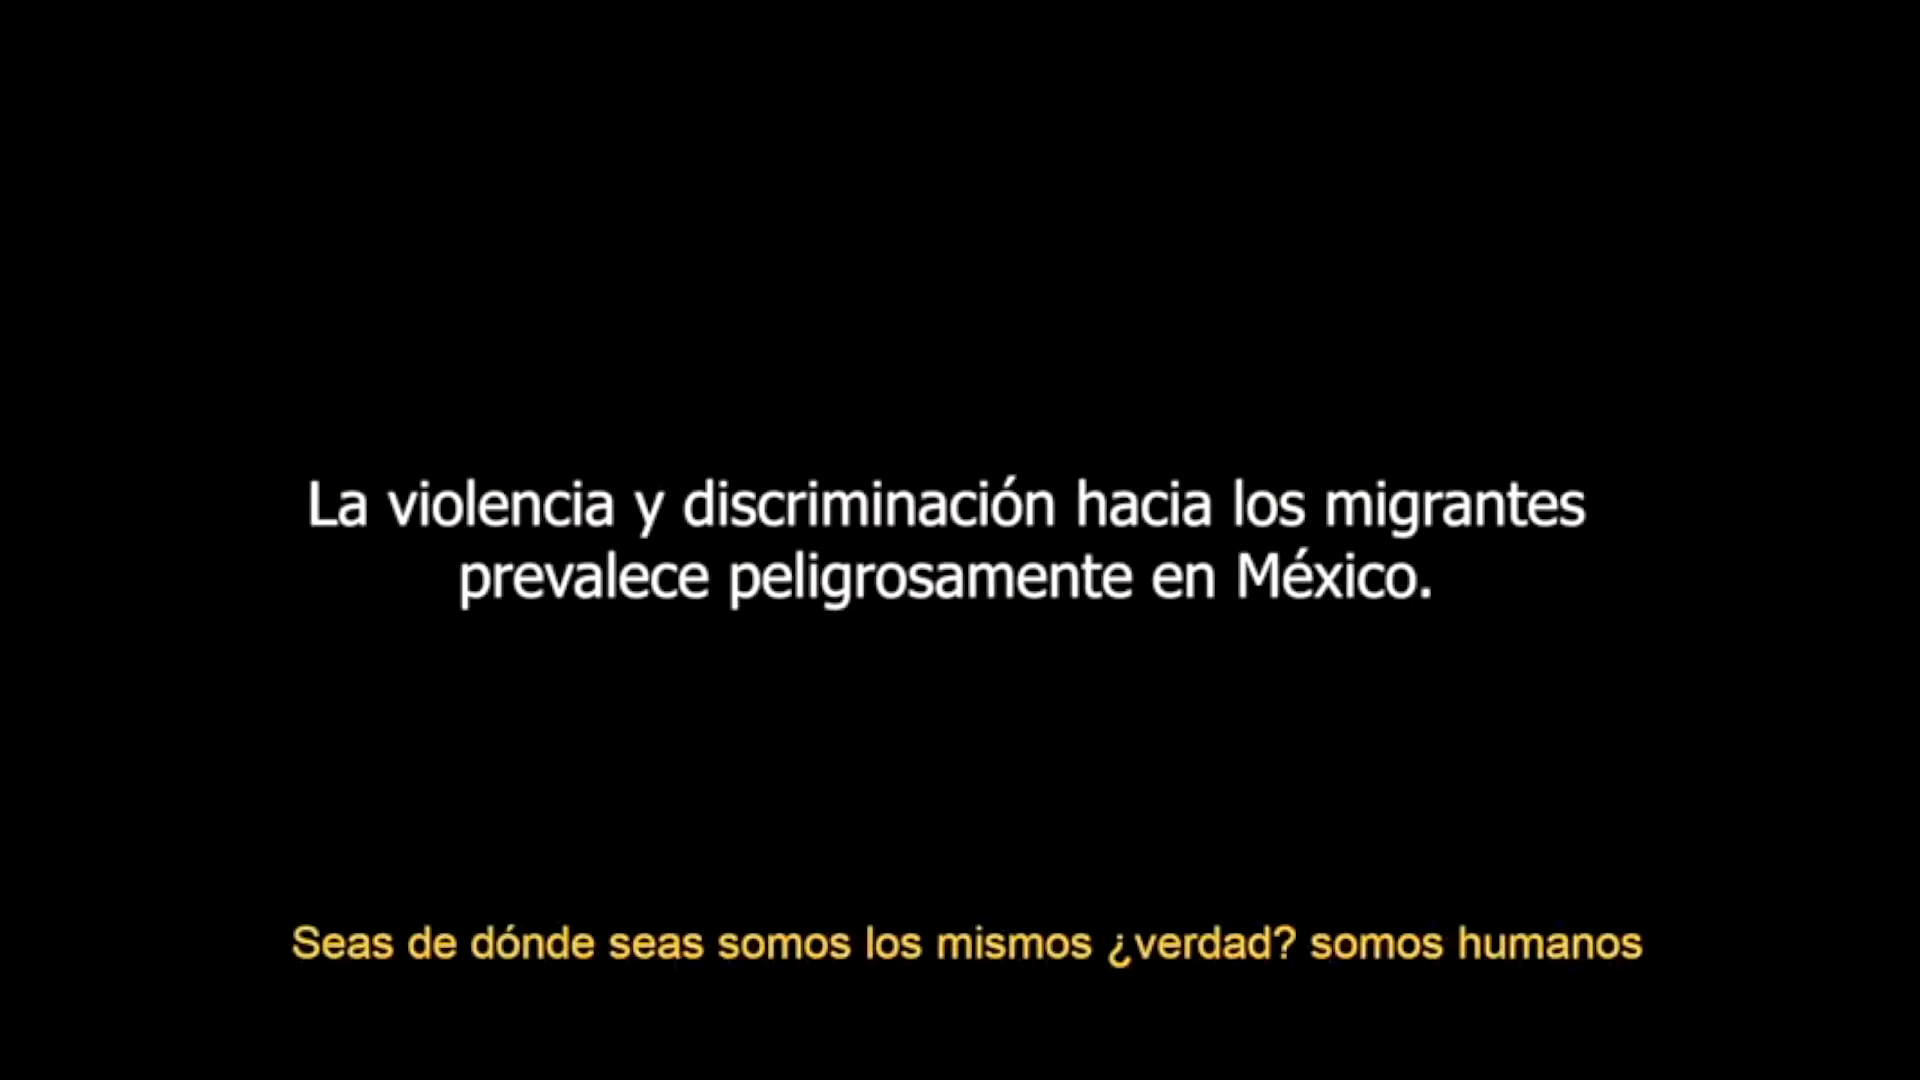 La violencia y discriminación hacia los migrantes
prevalece peligrosamente en México.
Seas de dónde seas somos los mismos ¿verdad? somos humanos